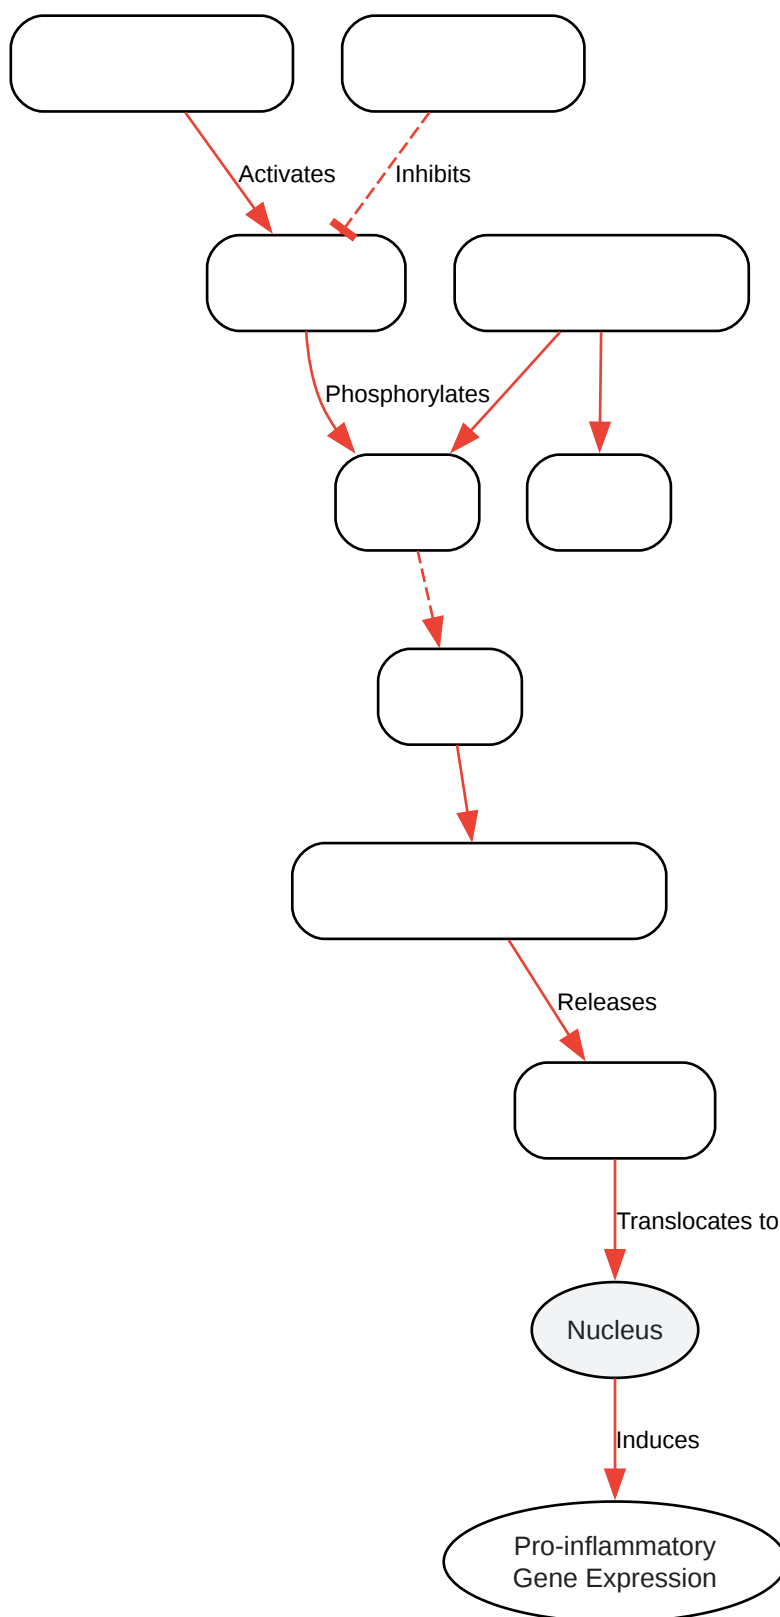 Activates
Inhibits
Phosphorylates
Releases
Translocates to
Nucleus
Induces
Pro-inflammatory
Gene Expression